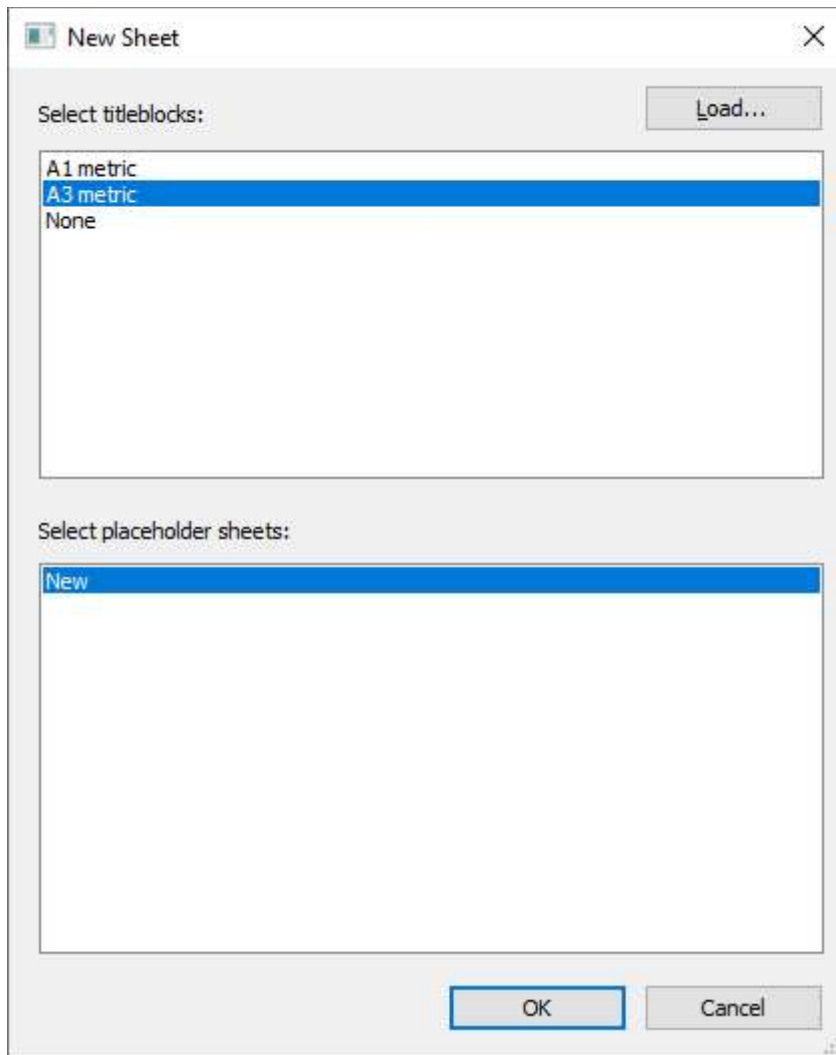 New Sheet
Select titleblocks:
Load...
A1 metric
A3 metric
None
Select placeholder sheets:
New
OK
Cancel